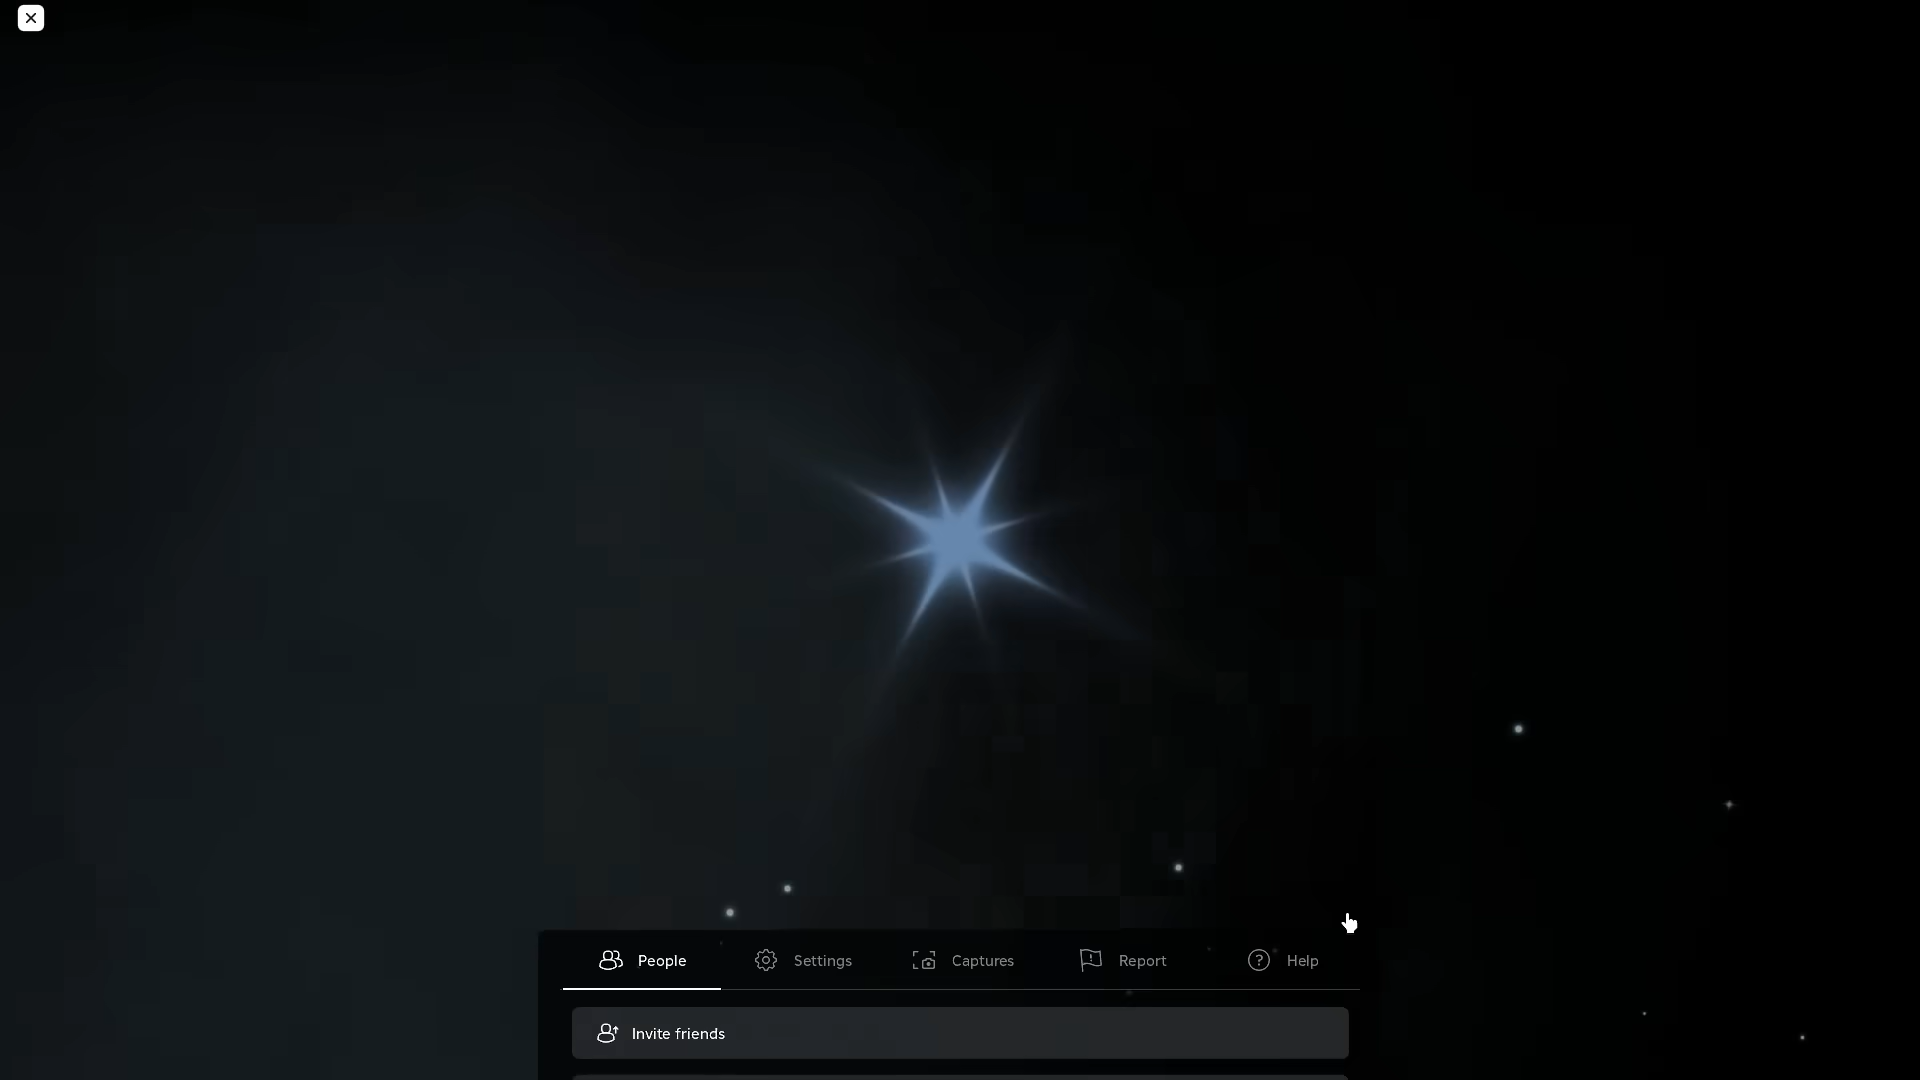 People
Settings
Captures
Report
Help
Invite friends